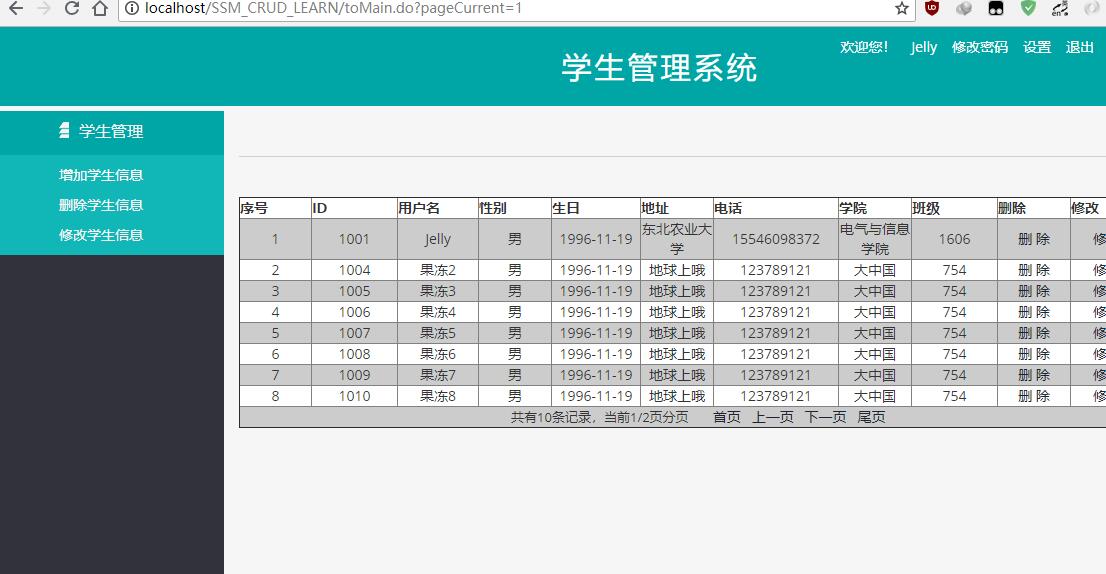 localhost/SSM_CRUD_LEARN/toMain.do?pageCurrent=1
欢迎您! Jelly 修改密码 设置 退出
学生管理系统
学生管理
增加学生信息
删除学生信息
修改学生信息
序号 ID 用户名 性别 生日 地址 电话 学院 班级 删除 修改
1 1001 Jelly 男 1996-11-19 东北农业大学 15546098372 电气与信息学院 1606 删 除 修
2 1004 果冻2 男 1996-11-19 地球上哦 123789121 大中国 754 删 除 修
3 1005 果冻3 男 1996-11-19 地球上哦 123789121 大中国 754 删 除 修
4 1006 果冻4 男 1996-11-19 地球上哦 123789121 大中国 754 删 除 修
5 1007 果冻5 男 1996-11-19 地球上哦 123789121 大中国 754 删 除 修
6 1008 果冻6 男 1996-11-19 地球上哦 123789121 大中国 754 删 除 修
7 1009 果冻7 男 1996-11-19 地球上哦 123789121 大中国 754 删 除 修
8 1010 果冻8 男 1996-11-19 地球上哦 123789121 大中国 754 删 除 修
共有10条记录，当前1/2页分页 首页 上一页 下一页 尾页